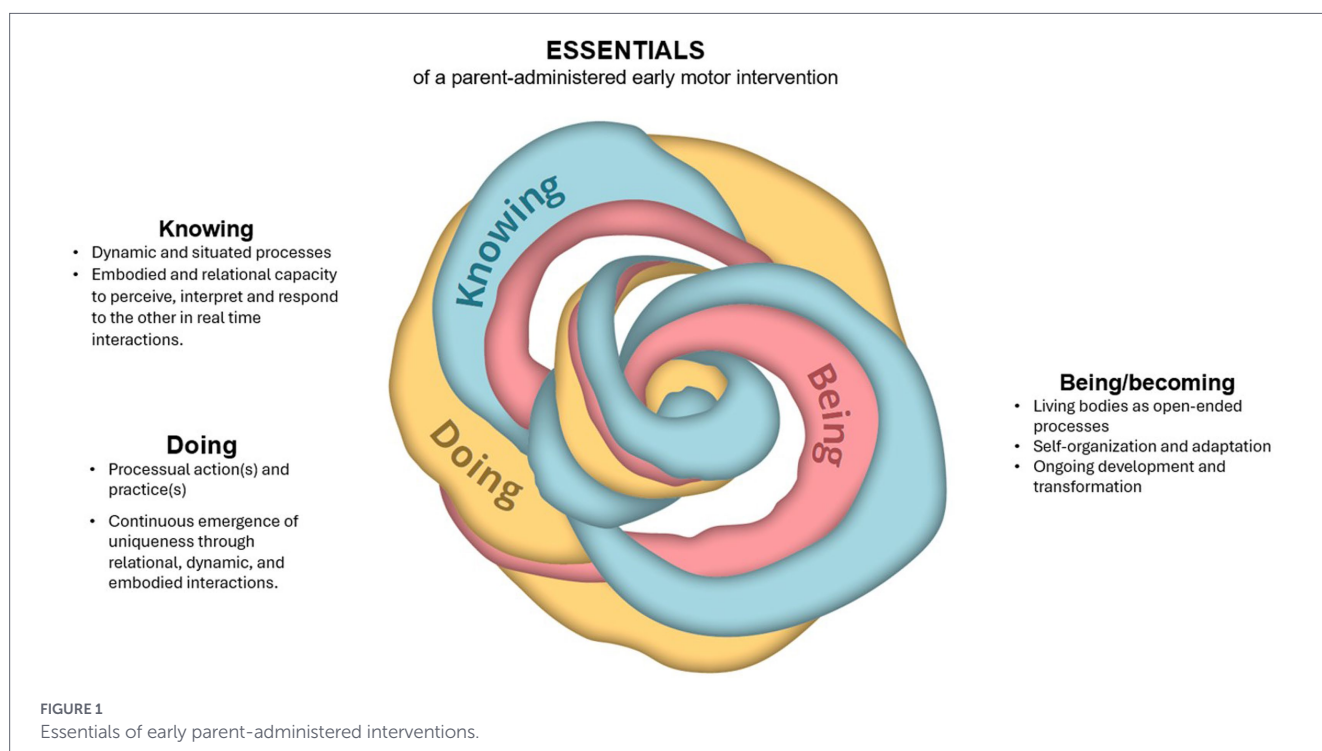 ESSENTIALS
of a parent-administered early motor intervention
Knowing
• Dynamic and situated processes
• Embodied and relational capacity
to perceive, interpret and respond
to the other in real time
interactions.
Doing
• Processual action(s) and
practice(s)
• Continuous emergence of
uniqueness through
relational, dynamic, and
embodied interactions.
Knowing
Doing
Being
Being/becoming
• Living bodies as open-ended
processes
• Self-organization and adaptation
• Ongoing development and
transformation
FIGURE 1
Essentials of early parent-administered interventions.